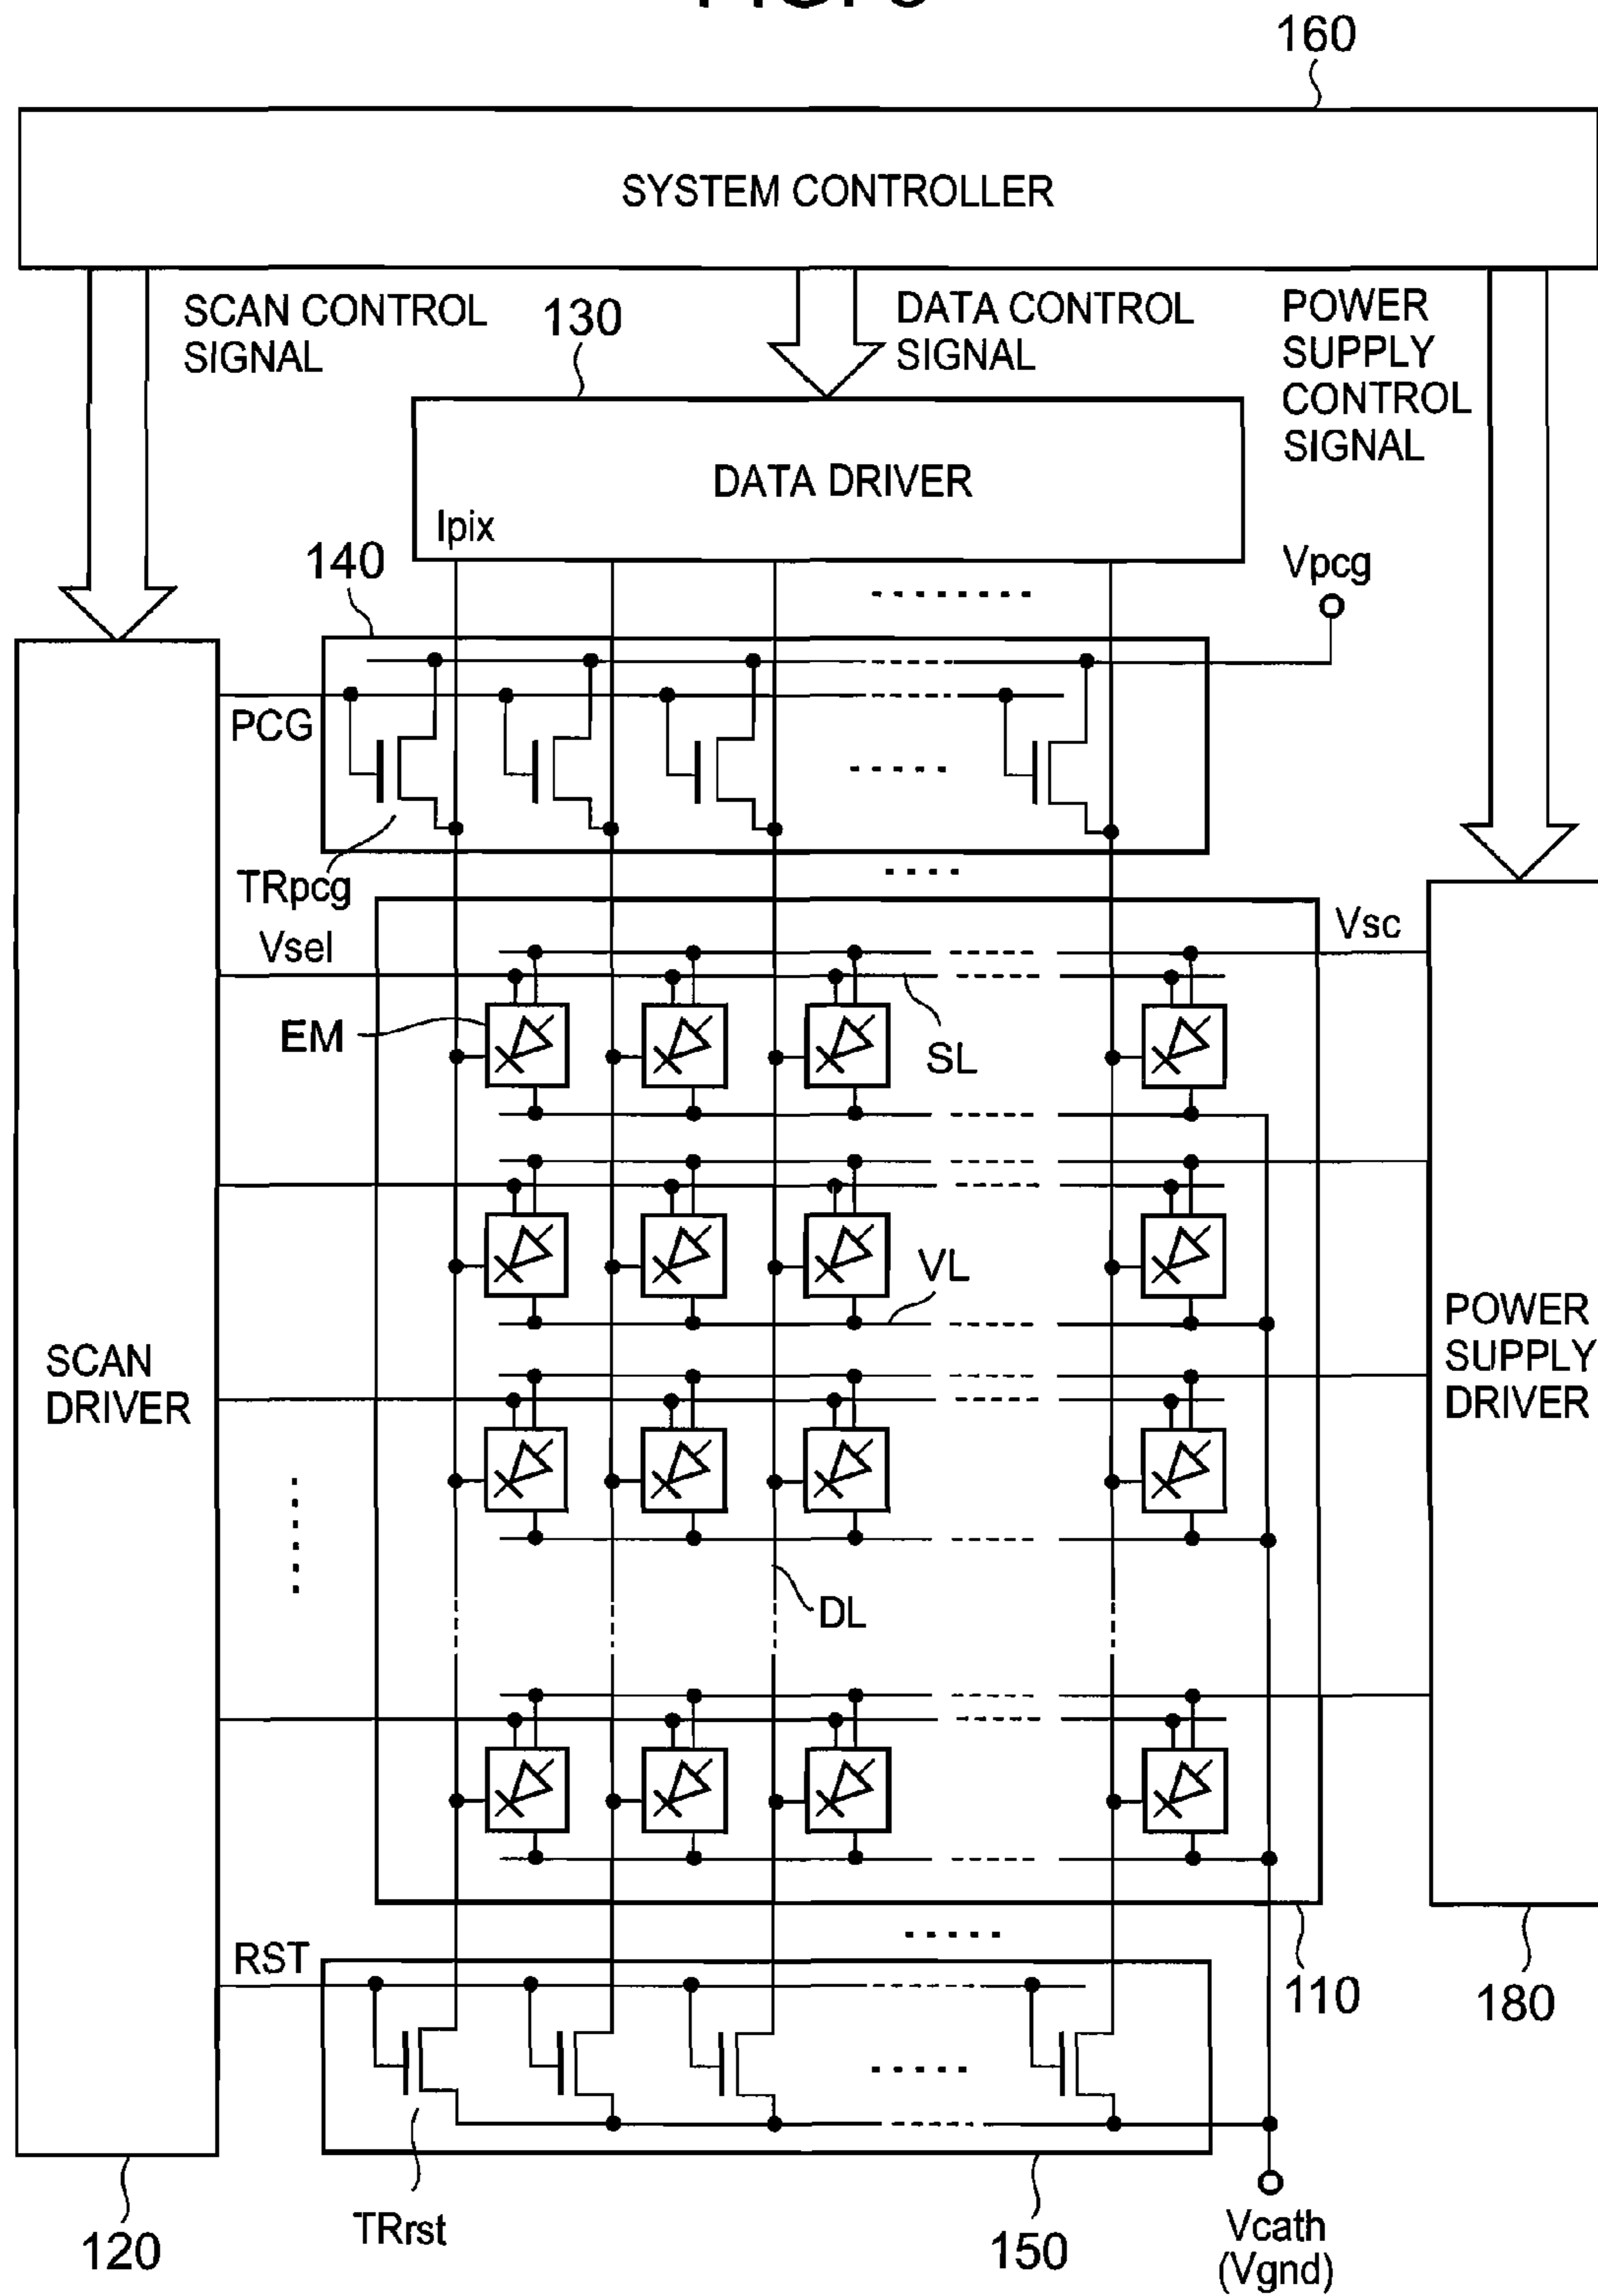 160
SYSTEM CONTROLLER
SCAN CONTROL
SIGNAL
130
DATA CONTROL
SIGNAL
POWER
SUPPLY
CONTROL
SIGNAL
DATA DRIVER
Ipix
140
Vpcg
PCG
TRpcg
Vsel
Vsc
EM
SL
VL
SCAN
DRIVER
POWER
SUPPLY
DRIVER
DL
RST
110
180
120
TRrst
150
Vcath
(Vgnd)